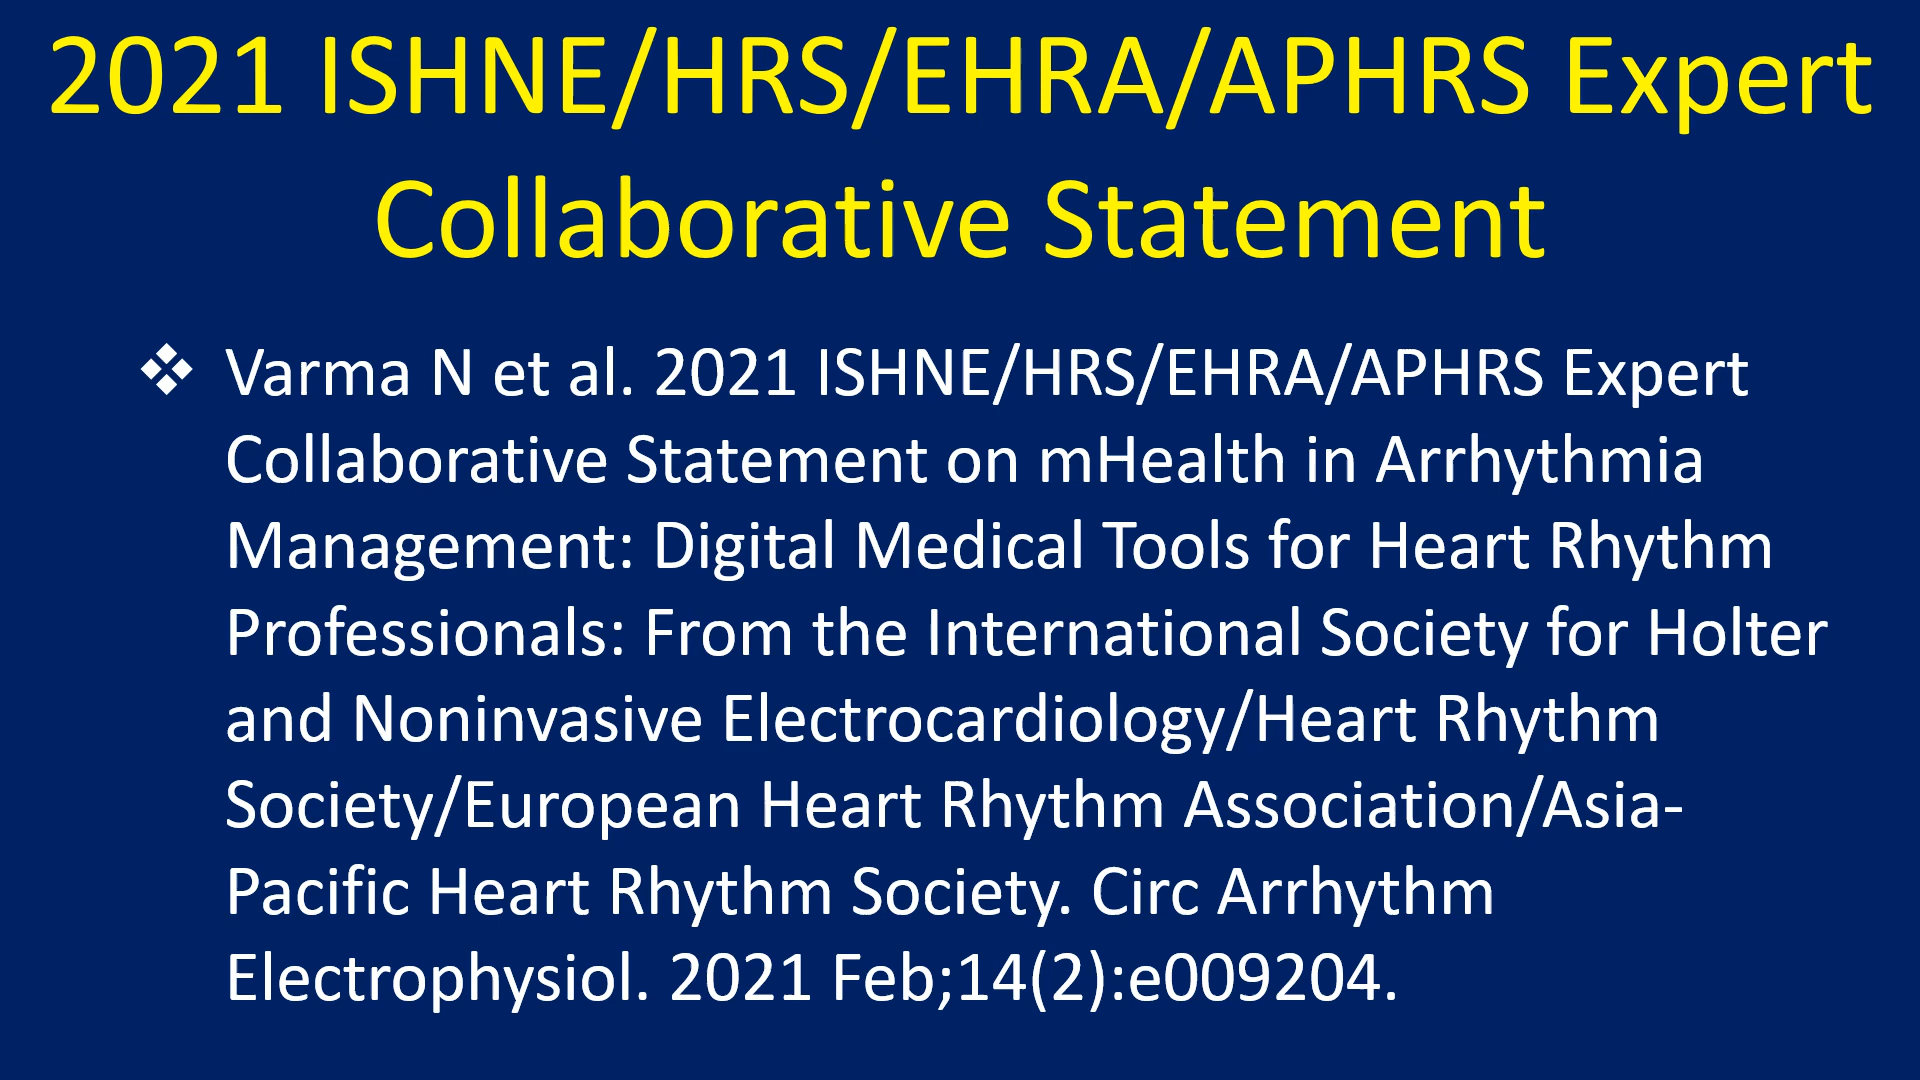 2021 ISHNE/HRS/EHRA/APHRS Expert
Collaborative Statement
❖ Varma N et al. 2021 ISHNE/HRS/EHRA/APHRS Expert
Collaborative Statement on mHealth in Arrhythmia
Management: Digital Medical Tools for Heart Rhythm
Professionals: From the International Society for Holter
and Noninvasive Electrocardiology/Heart Rhythm
Society/European Heart Rhythm Association/Asia-
Pacific Heart Rhythm Society. Circ Arrhythm
Electrophysiol. 2021 Feb;14(2):e009204.